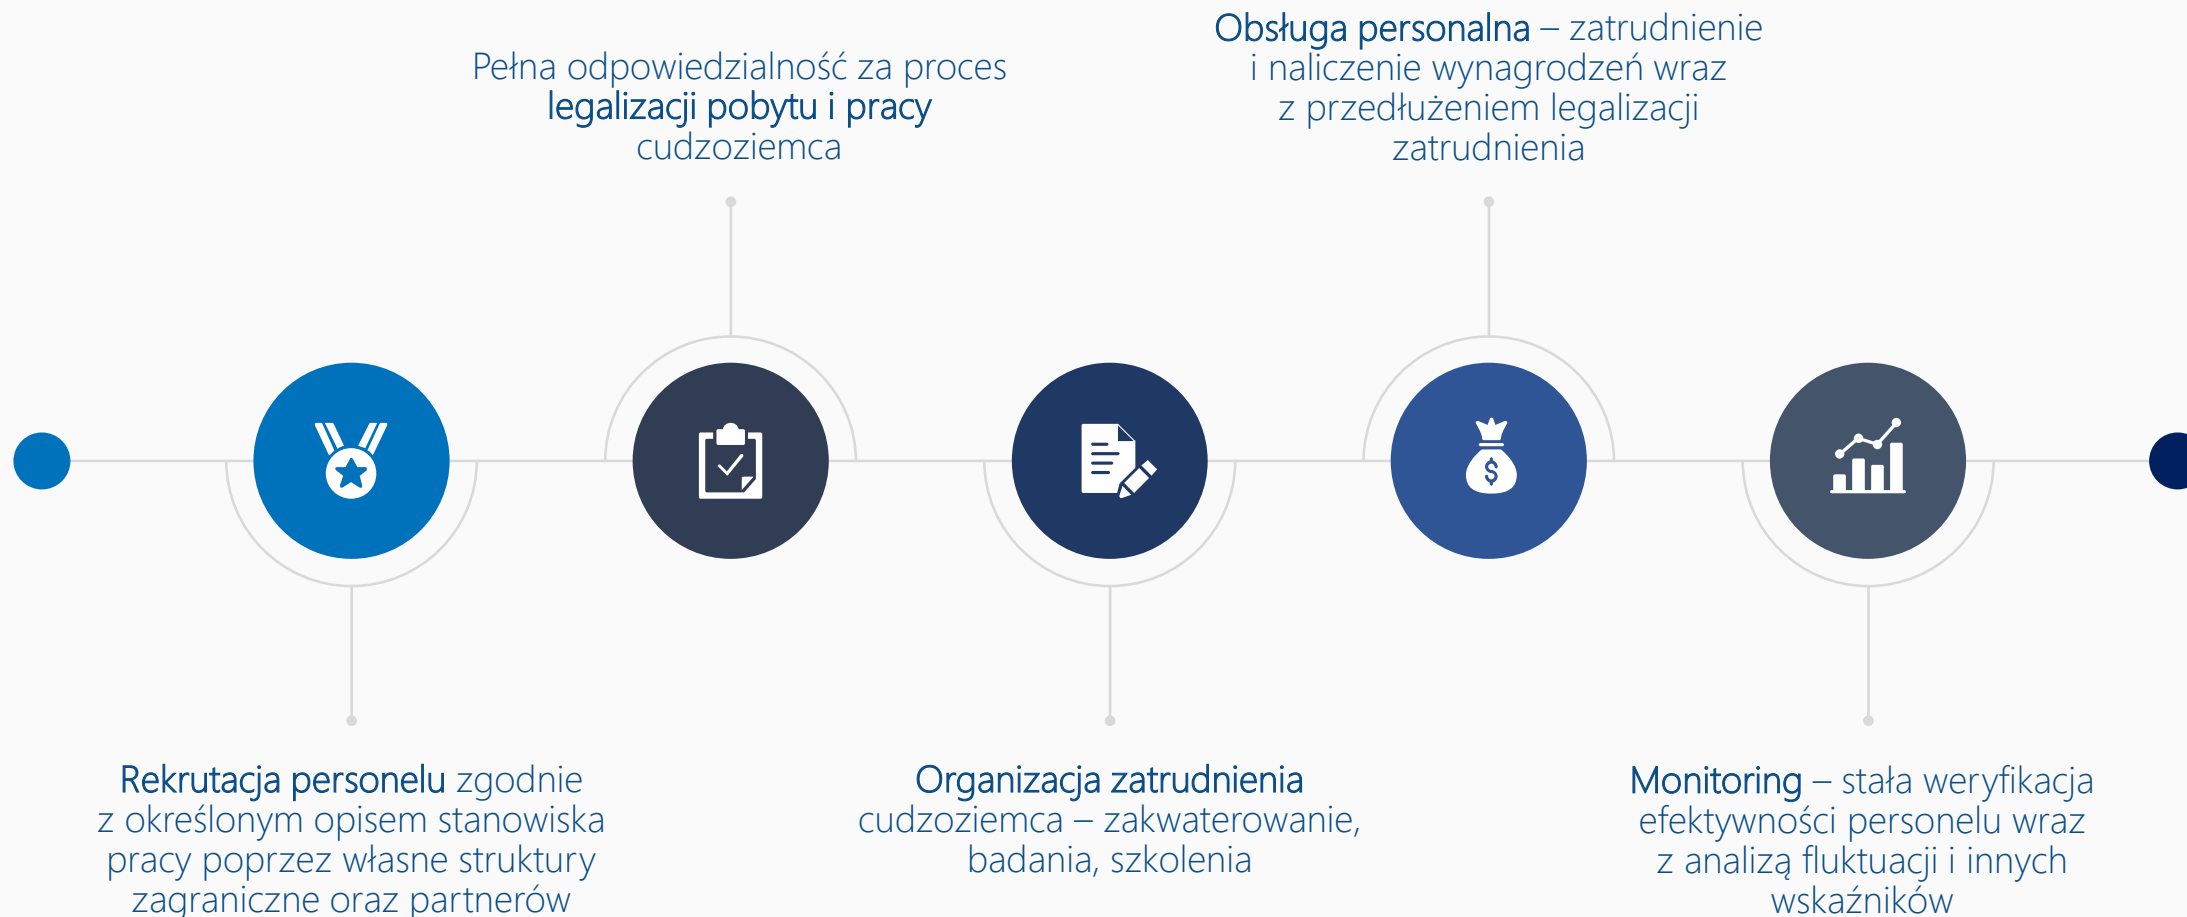 Rekrutacja personelu zgodnie
z określonym opisem stanowiska
pracy poprzez własne struktury
zagraniczne oraz partnerów
Pełna odpowiedzialność za proces
legalizacji pobytu i pracy
cudzoziemca
Organizacja zatrudnienia
cudzoziemca – zakwaterowanie,
badania, szkolenia
Obsługa personalna – zatrudnienie
i naliczenie wynagrodzeń wraz
z przedłużeniem legalizacji
zatrudnienia
Monitoring – stała weryfikacja
efektywności personelu wraz
z analizą fluktuacji i innych
wskaźników